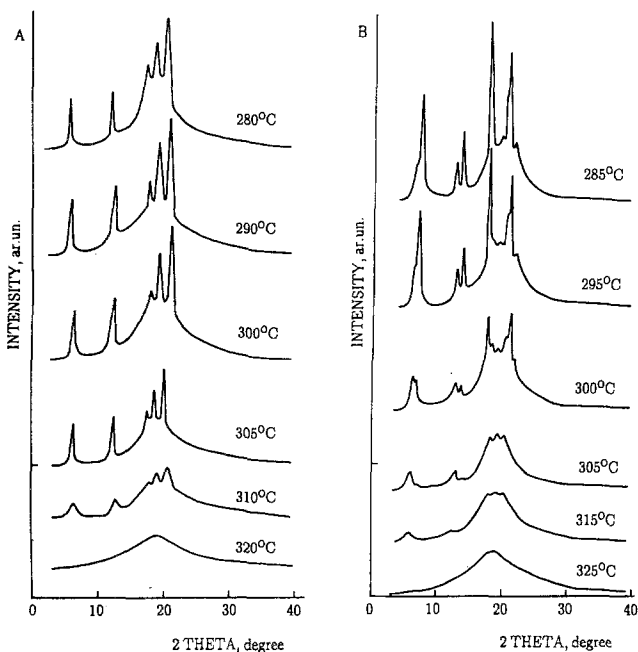 A
INTENSITY, ar.un.
280°C
290°C
300°C
305°C
310°C
320°C
0 10 20 30 40
2 THETA, degree
B
INTENSITY, ar.un.
285°C
295°C
300°C
305°C
315°C
325°C
0 10 20 30 40
2 THETA, degree